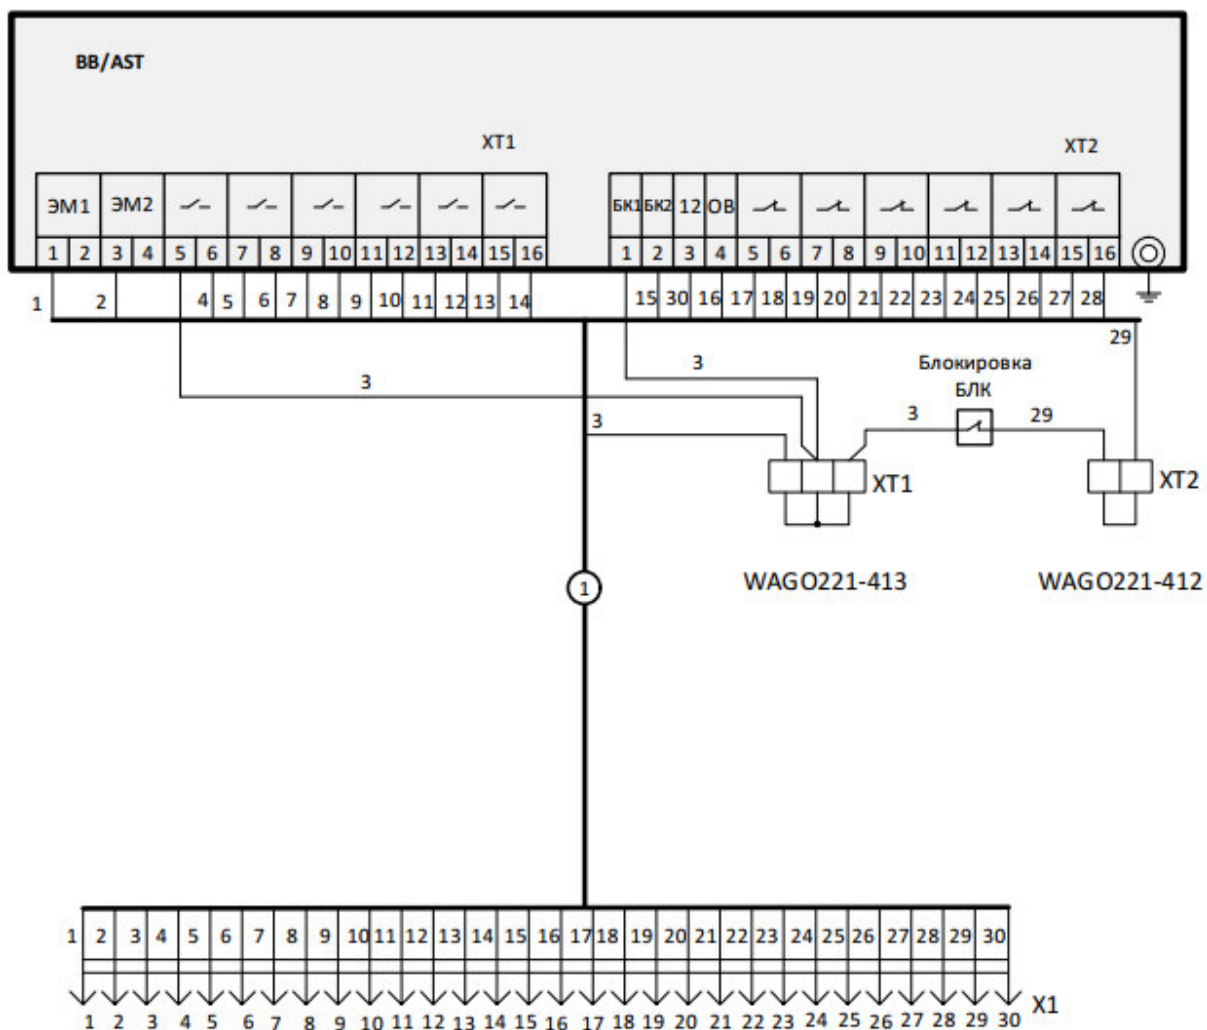 BB/AST
XT1
XT2
ЭМ1 ЭМ2
БК1 БК2 12 ОВ
1 2 3 4 5 6 7 8 9 10 11 12 13 14 15 16
1 2 3 4 5 6 7 8 9 10 11 12 13 14 15 16
1 2 4 5 6 7 8 9 10 11 12 13 14
15 30 16 17 18 19 20 21 22 23 24 25 26 27 28
29
3
3
Блокировка
БЛК
3
3 29
XT1
XT2
WAGO221-413
WAGO221-412
1
1 2 3 4 5 6 7 8 9 10 11 12 13 14 15 16 17 18 19 20 21 22 23 24 25 26 27 28 29 30
X1
1 2 3 4 5 6 7 8 9 10 11 12 13 14 15 16 17 18 19 20 21 22 23 24 25 26 27 28 29 30